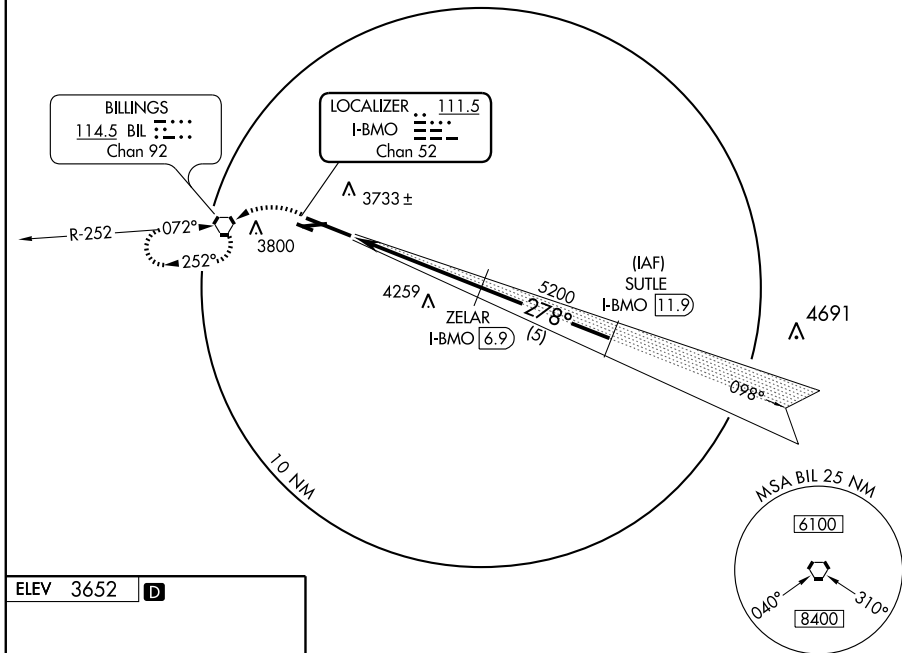 BILLINGS
114.5 BIL
Chan 92
LOCALIZER 111.5
I-BMO
Chan 52
3733 ±
R-252
072°
3800
252°
(IAF)
SUTLE
I-BMO 11.9
5200
4259
278°
ZELAR
I-BMO 6.9
(5)
4691
098°
10 NM
MSA BIL 25 NM
6100
040°
310°
8400
ELEV 3652 D